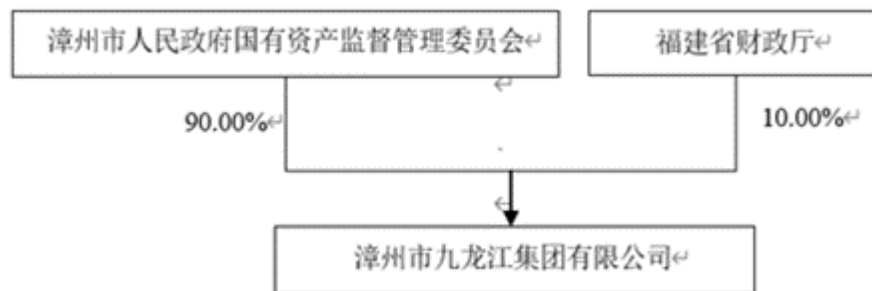 漳州市人民政府国有资产监督管理委员会
福建省财政厅
90.00%
10.00%
漳州市九龙江集团有限公司